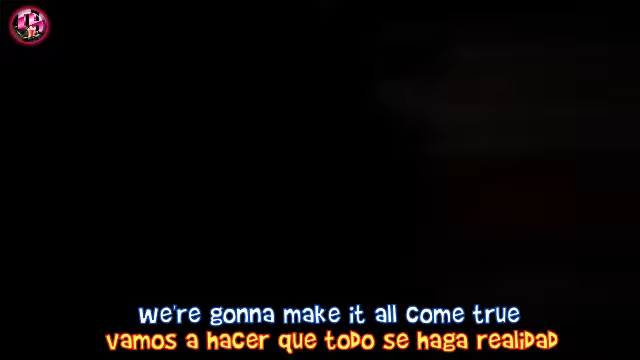 we're gonna make it all come true
vamos a hacer que todo se haga realidad